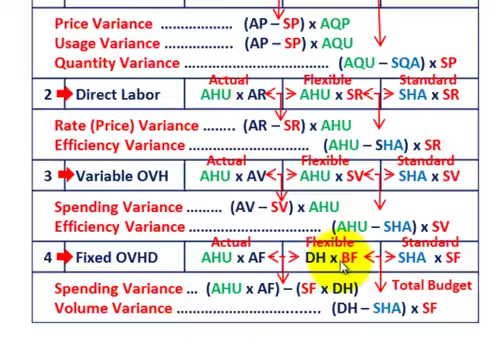 Price Variance .................. (AP – SP) x AQP
Usage Variance ................. (AP – SP) x AQU
Quantity Variance ................................... (AQU – SQA) x SP
Actual Flexible Standard
2 Direct Labor AHU x AR AHU x SR SHA x SR
Rate (Price) Variance ........ (AR – SR) x AHU
Efficiency Variance ............................. (AHU – SHA) x SR
Actual Flexible Standard
3 Variable OVH AHU x AV AHU x SV SHA x SV
Spending Variance ......... (AV – SV) x AHU
Efficiency Variance ............................... (AHU – SHA) x SV
Actual Flexible Standard
4 Fixed OVHD AHU x AF DH x BF SHA x SF
Total Budget
Spending Variance ... (AHU x AF) – (SF x DH)
Volume Variance ................................... (DH – SHA) x SF